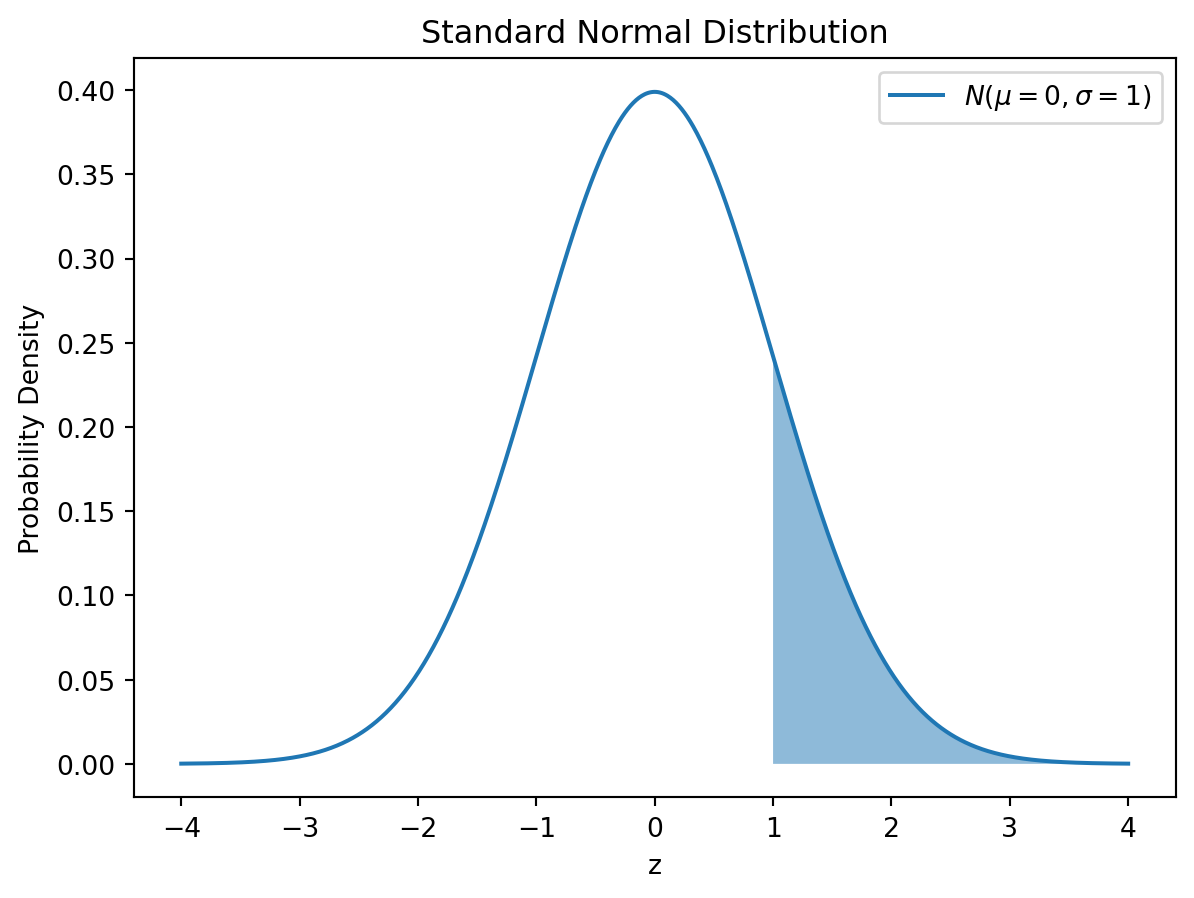 Standard Normal Distribution
N(μ = 0, σ = 1)
Probability Density
0.40
0.35
0.30
0.25
0.20
0.15
0.10
0.05
0.00
−4 −3 −2 −1 0 1 2 3 4
z